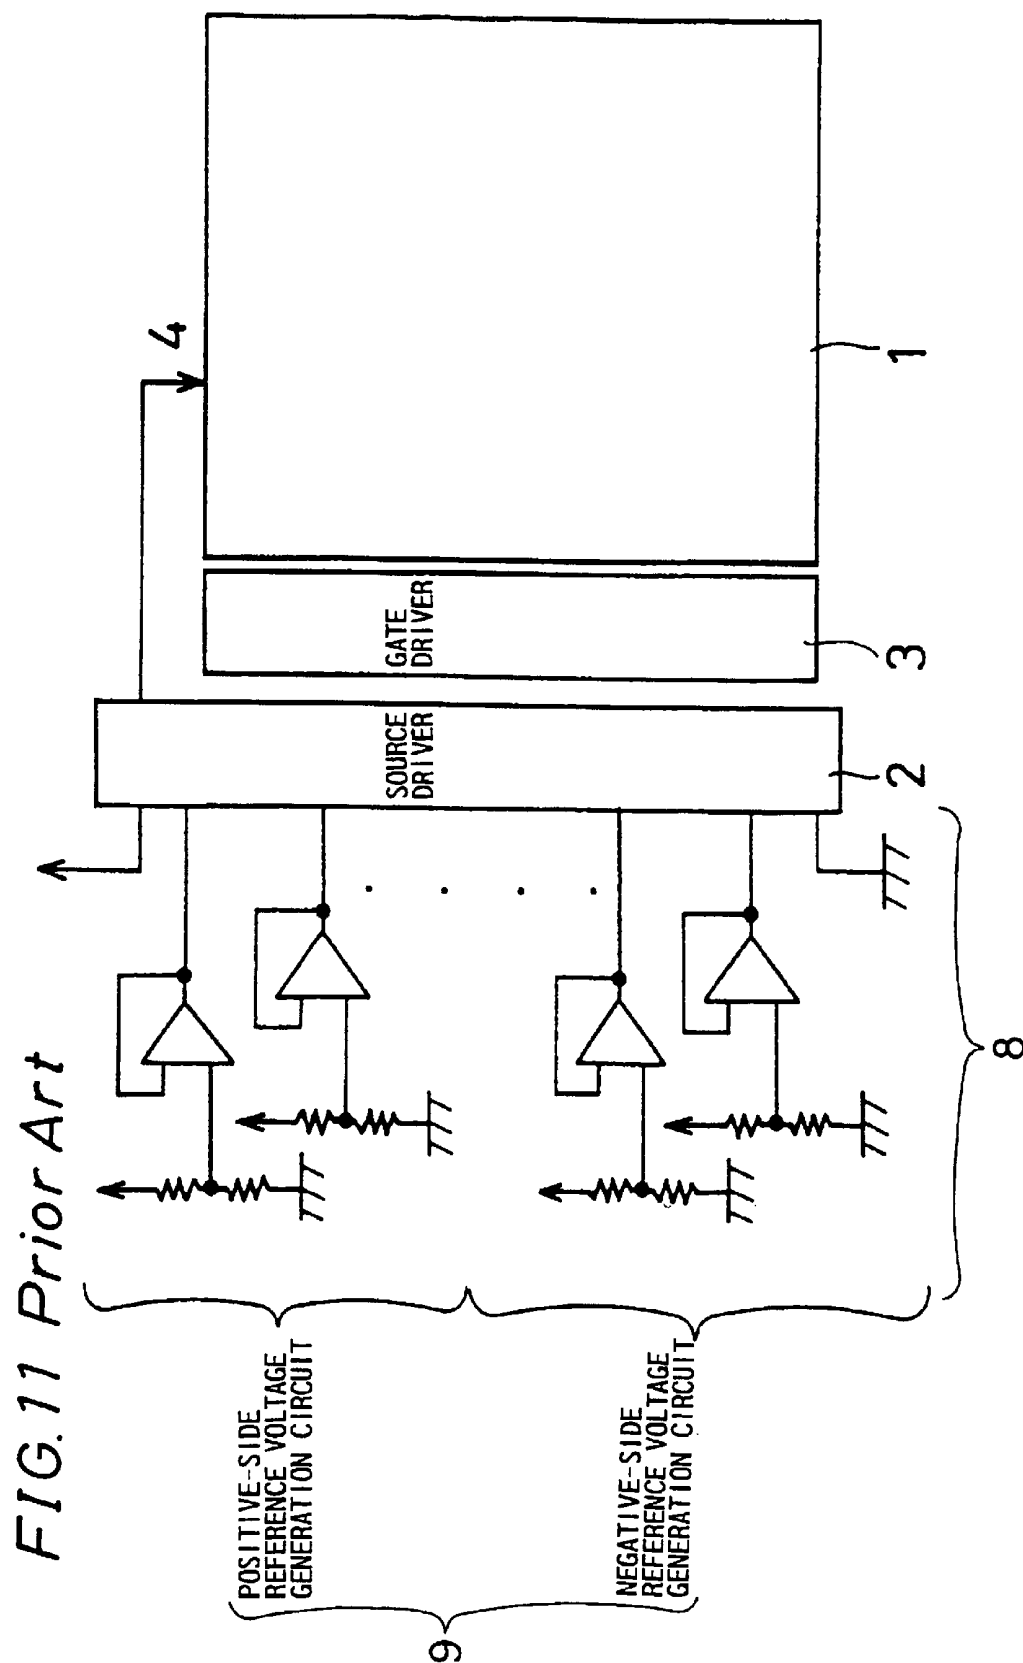 FIG.11 Prior Art
POSITIVE-SIDE
REFERENCE VOLTAGE
GENERATION CIRCUIT
NEGATIVE-SIDE
REFERENCE VOLTAGE
GENERATION CIRCUIT
9
8
SOURCE
DRIVER
2
GATE
DRIVER
3
4
1